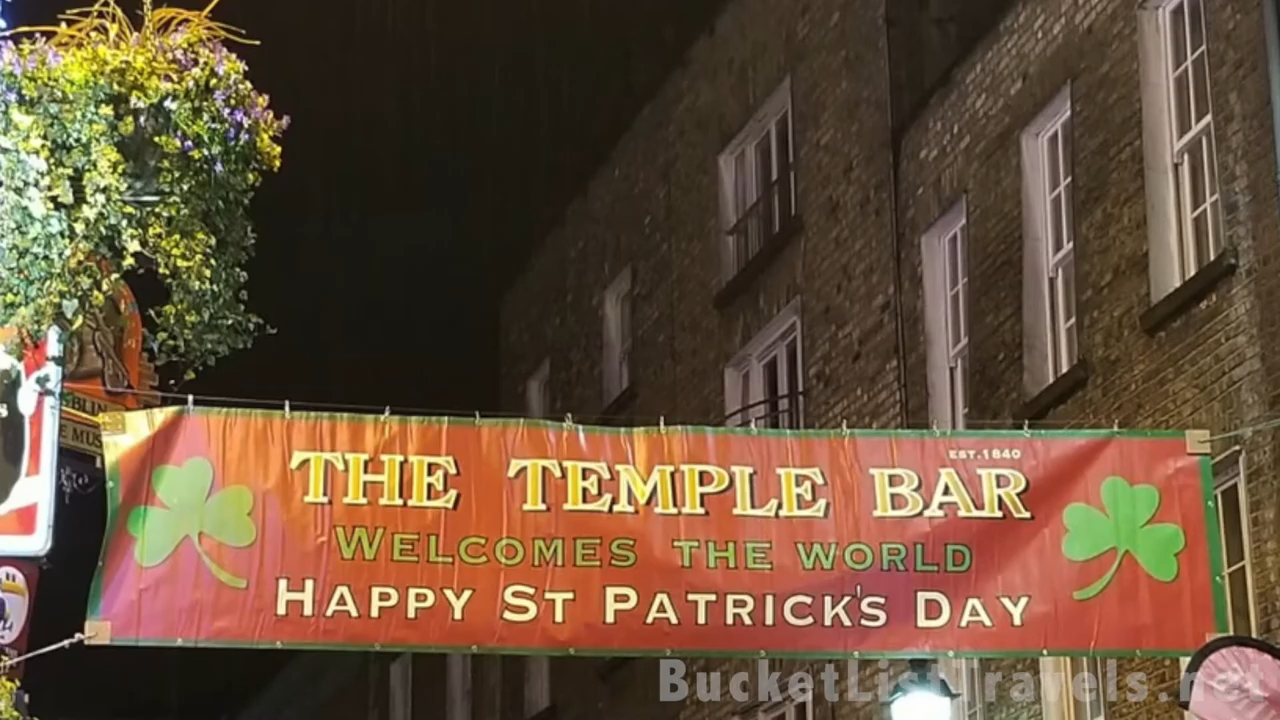 EST.1840
THE TEMPLE BAR
WELCOMES THE WORLD
HAPPY ST PATRICK'S DAY
BucketListTravels.net